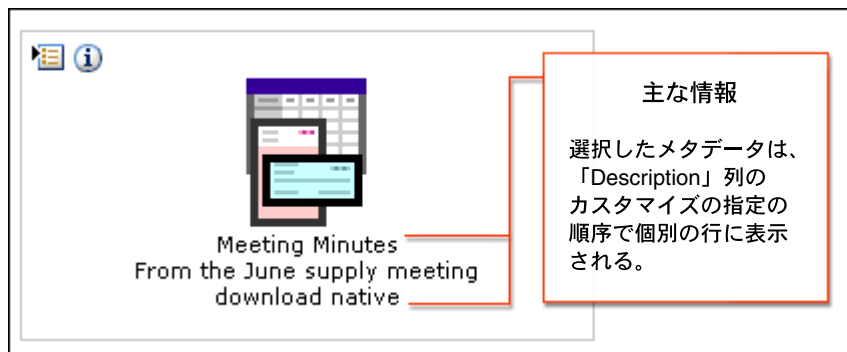 Meeting Minutes
From the June supply meeting
download native
主な情報
選択したメタデータは、
「Description」列の
カスタマイズの指定の
順序で個別の行に表示
される。